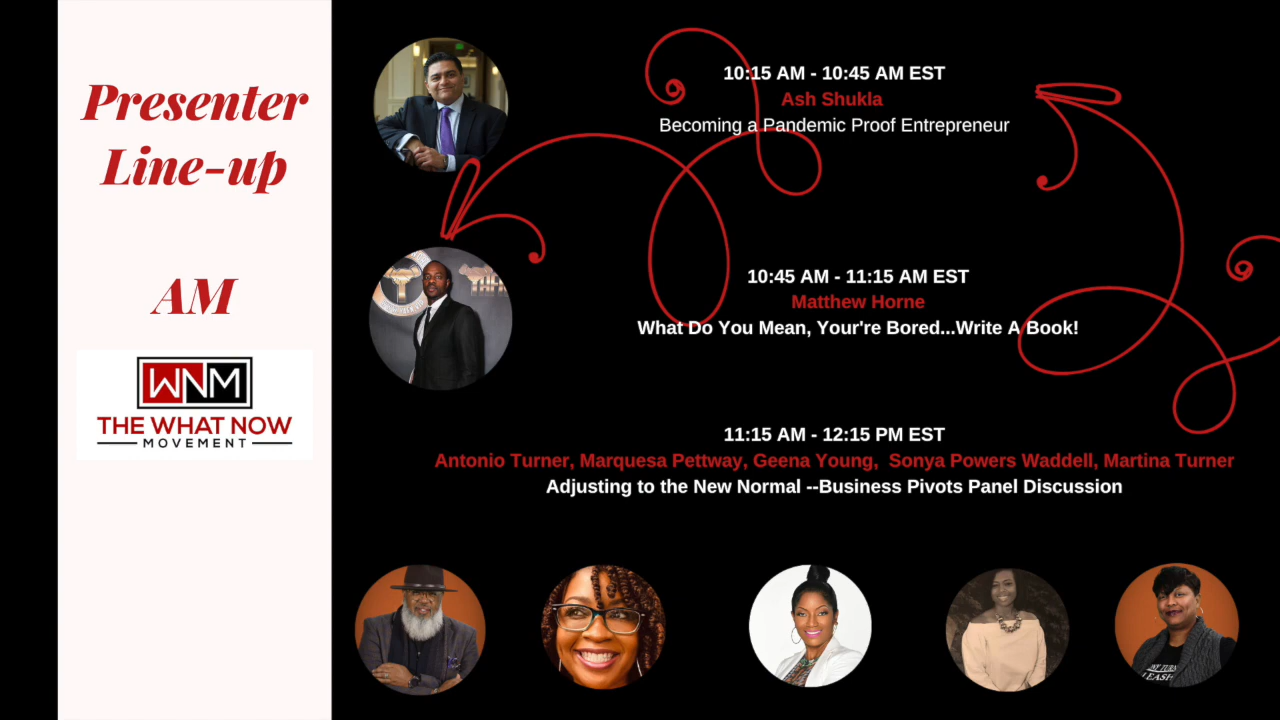 Presenter
Line-up
AM
WNM
THE WHAT NOW
MOVEMENT
10:15 AM - 10:45 AM EST
Ash Shukla
Becoming a Pandemic Proof Entrepreneur
10:45 AM - 11:15 AM EST
Matthew Horne
What Do You Mean, Your're Bored...Write A Book!
11:15 AM - 12:15 PM EST
Antonio Turner, Marquesa Pettway, Geena Young,  Sonya Powers Waddell, Martina Turner
Adjusting to the New Normal --Business Pivots Panel Discussion